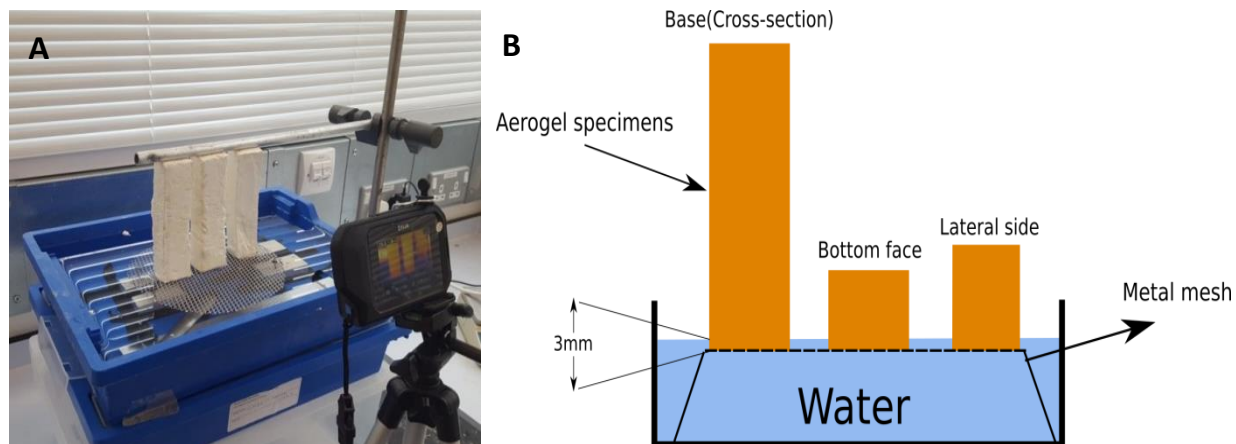 A
B
Base(Cross-section)
Aerogel specimens
Bottom face
Lateral side
Metal mesh
3mm
Water